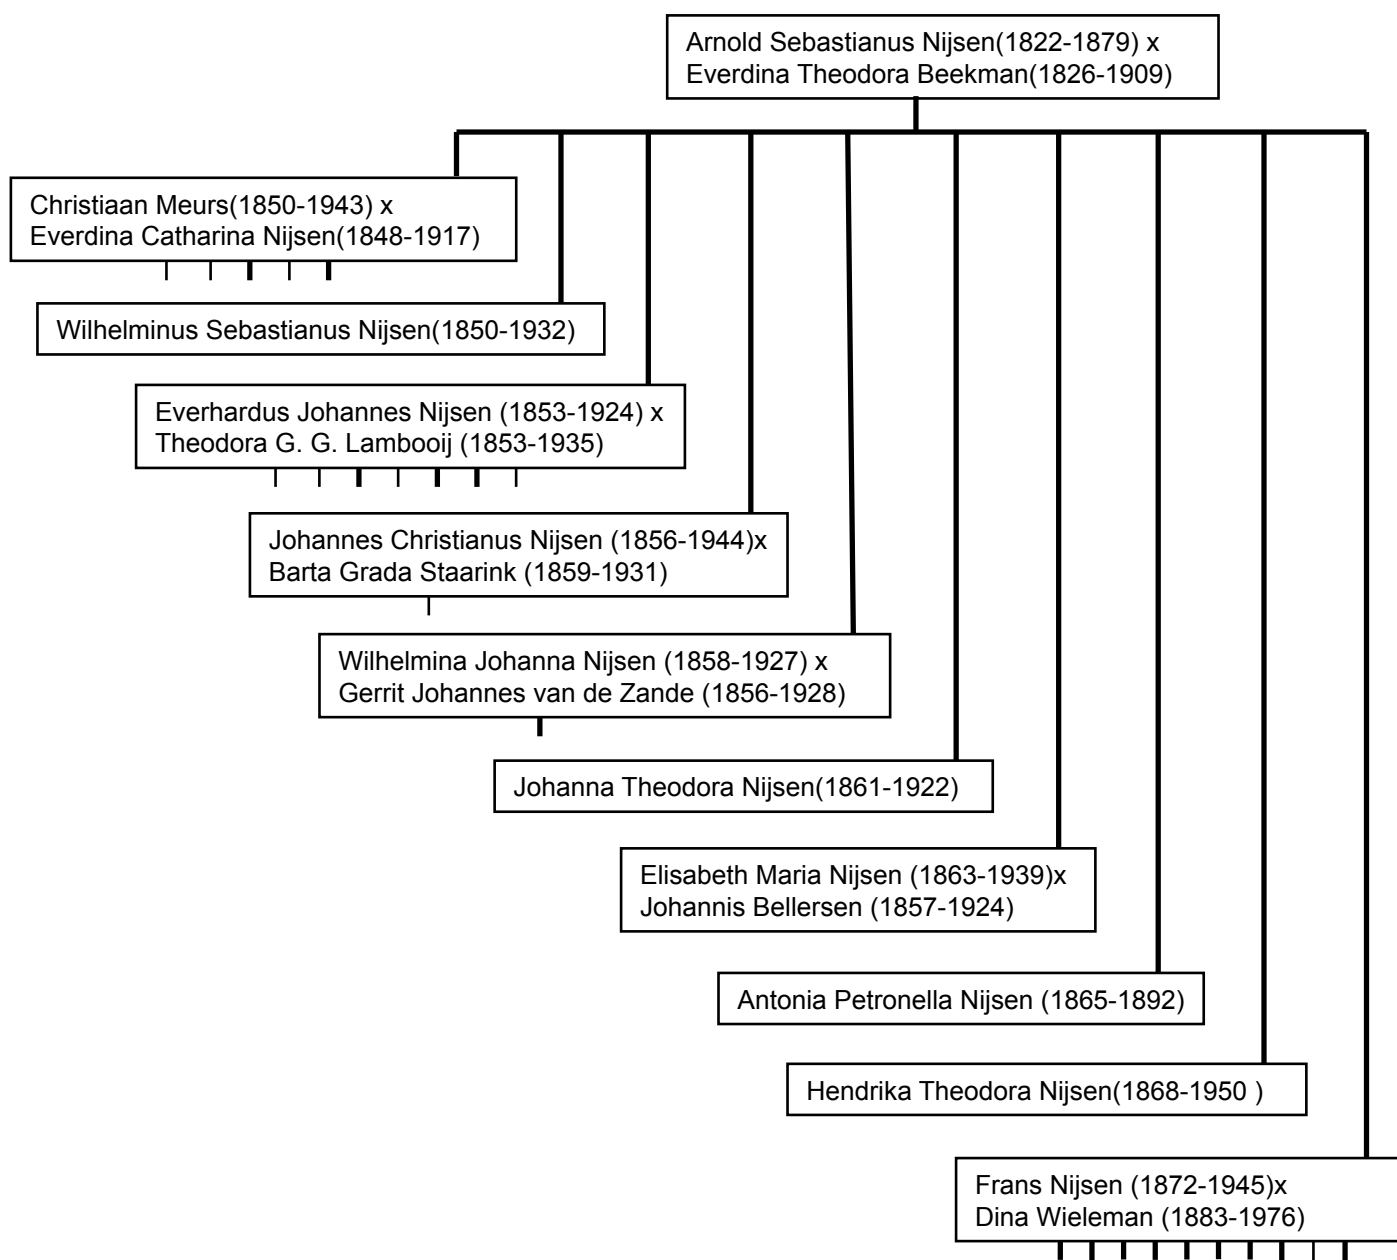 Arnold Sebastianus Nijsen(1822-1879) x
Everdina Theodora Beekman(1826-1909)
Christiaan Meurs(1850-1943) x
Everdina Catharina Nijsen(1848-1917)
Wilhelminus Sebastianus Nijsen(1850-1932)
Everhardus Johannes Nijsen (1853-1924) x
Theodora G. G. Lambooij (1853-1935)
Johannes Christianus Nijsen (1856-1944)x
Barta Grada Staarink (1859-1931)
Wilhelmina Johanna Nijsen (1858-1927) x
Gerrit Johannes van de Zande (1856-1928)
Johanna Theodora Nijsen(1861-1922)
Elisabeth Maria Nijsen (1863-1939)x
Johannis Bellersen (1857-1924)
Antonia Petronella Nijsen (1865-1892)
Hendrika Theodora Nijsen(1868-1950 )
Frans Nijsen (1872-1945)x
Dina Wieleman (1883-1976)